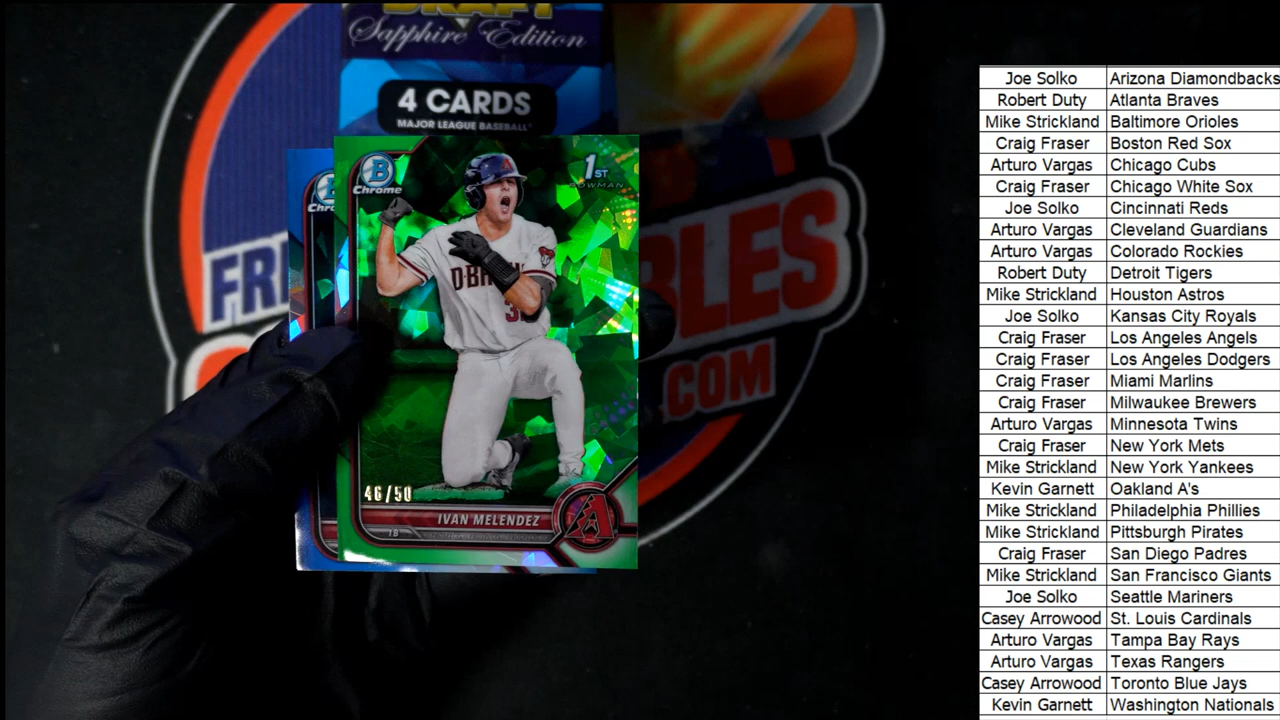 DRAFT
Sapphire Edition
4 CARDS
MAJOR LEAGUE BASEBALL
B
Chrome
1ST
BOWMAN
46/50
IVAN MELENDEZ
1B
A
FRI
BLES
.COM
Joe Solko Arizona Diamondbacks
Robert Duty Atlanta Braves
Mike Strickland Baltimore Orioles
Craig Fraser Boston Red Sox
Arturo Vargas Chicago Cubs
Craig Fraser Chicago White Sox
Joe Solko Cincinnati Reds
Arturo Vargas Cleveland Guardians
Arturo Vargas Colorado Rockies
Robert Duty Detroit Tigers
Mike Strickland Houston Astros
Joe Solko Kansas City Royals
Craig Fraser Los Angeles Angels
Craig Fraser Los Angeles Dodgers
Craig Fraser Miami Marlins
Craig Fraser Milwaukee Brewers
Arturo Vargas Minnesota Twins
Craig Fraser New York Mets
Mike Strickland New York Yankees
Kevin Garnett Oakland A's
Mike Strickland Philadelphia Phillies
Mike Strickland Pittsburgh Pirates
Craig Fraser San Diego Padres
Mike Strickland San Francisco Giants
Joe Solko Seattle Mariners
Casey Arrowood St. Louis Cardinals
Arturo Vargas Tampa Bay Rays
Arturo Vargas Texas Rangers
Casey Arrowood Toronto Blue Jays
Kevin Garnett Washington Nationals